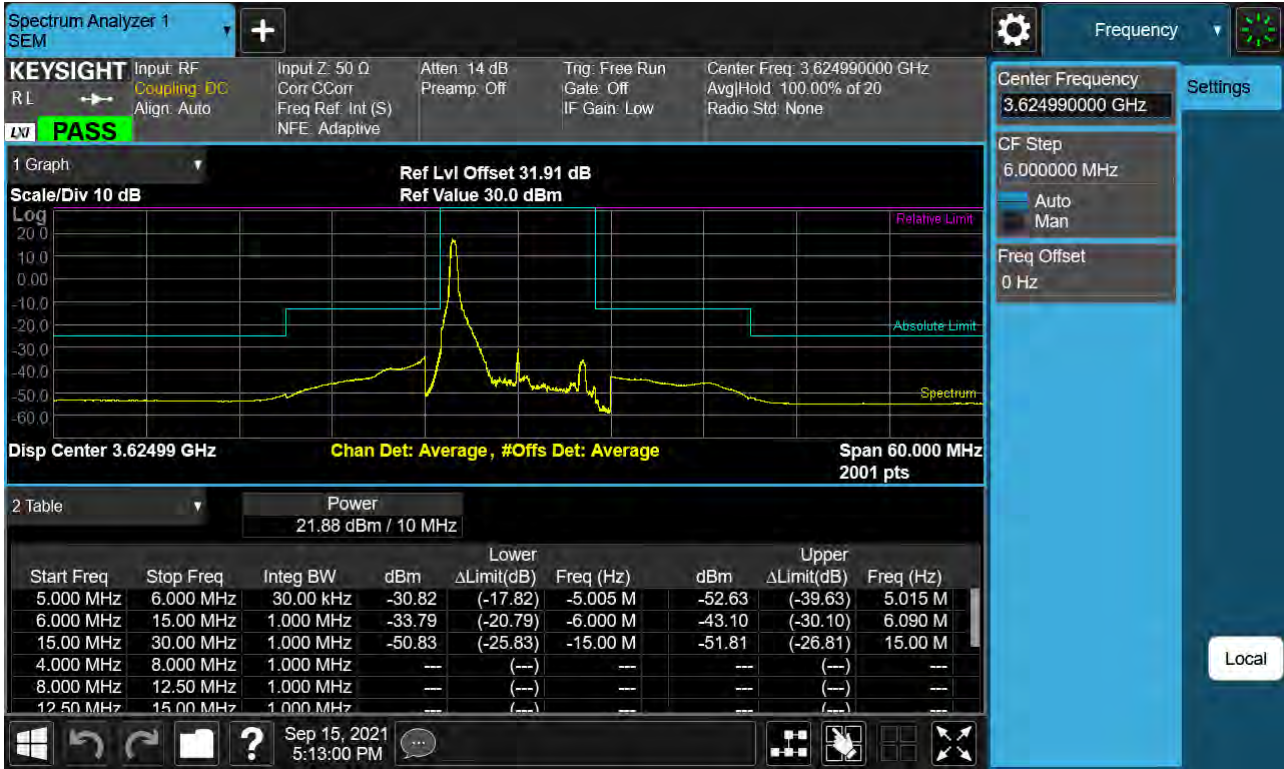 Spectrum Analyzer 1
SEM
+
Frequency
KEYSIGHT
Input: RF
Coupling: DC
Align: Auto
R L
LXI
PASS
Input Z: 50 Ω
Corr CCorr
Freq Ref: Int (S)
NFE: Adaptive
Atten: 14 dB
Preamp: Off
Trig: Free Run
Gate: Off
IF Gain: Low
Center Freq: 3.624990000 GHz
Avg|Hold: 100.00% of 20
Radio Std: None
Center Frequency
3.624990000 GHz
Settings
CF Step
6.000000 MHz
Auto
Man
Freq Offset
0 Hz
Local
1 Graph
Ref Lvl Offset 31.91 dB
Scale/Div 10 dB
Ref Value 30.0 dBm
Log
Relative Limit
20.0
10.0
0.00
-10.0
-20.0
Absolute Limit
-30.0
-40.0
-50.0
Spectrum
-60.0
Disp Center 3.62499 GHz
Chan Det: Average , #Offs Det: Average
Span 60.000 MHz
2001 pts
2 Table
Power
21.88 dBm / 10 MHz
Lower Upper
Start Freq Stop Freq Integ BW dBm ΔLimit(dB) Freq (Hz) dBm ΔLimit(dB) Freq (Hz)
5.000 MHz 6.000 MHz 30.00 kHz -30.82 (-17.82) -5.005 M -52.63 (-39.63) 5.015 M
6.000 MHz 15.00 MHz 1.000 MHz -33.79 (-20.79) -6.000 M -43.10 (-30.10) 6.090 M
15.00 MHz 30.00 MHz 1.000 MHz -50.83 (-25.83) -15.00 M -51.81 (-26.81) 15.00 M
4.000 MHz 8.000 MHz 1.000 MHz --- (---) --- --- (---) ---
8.000 MHz 12.50 MHz 1.000 MHz --- (---) --- --- (---) ---
12.50 MHz 15.00 MHz 1.000 MHz --- (---) --- --- (---) ---
?
Sep 15, 2021
5:13:00 PM